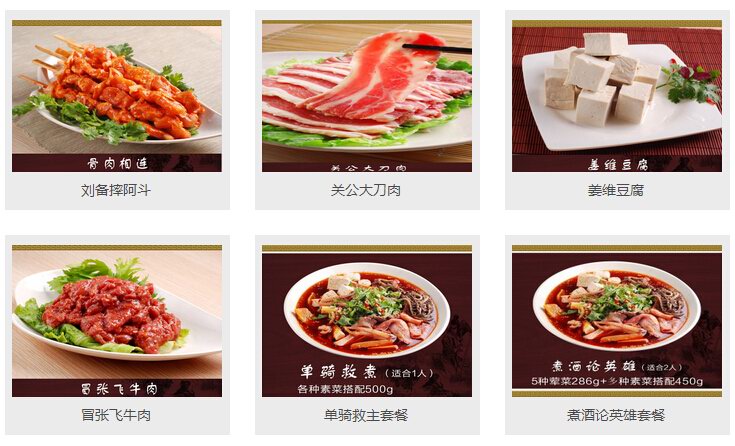 骨肉相连
关公大刀肉
姜维豆腐
刘备摔阿斗
关公大刀肉
姜维豆腐
冒张飞牛肉
单骑救煮（适合1人）
各种素菜搭配500g
煮酒论英雄（适合2人）
5种荤菜286g+多种素菜搭配450g
冒张飞牛肉
单骑救主套餐
煮酒论英雄套餐